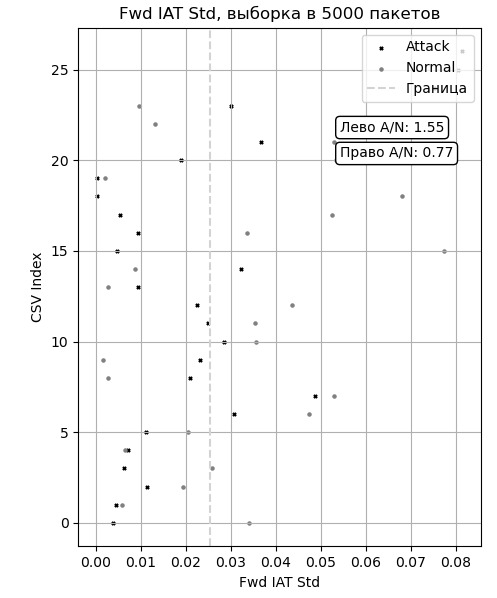 Fwd IAT Std, выборка в 5000 пакетов
Attack
Normal
Граница
Лево A/N: 1.55
Право A/N: 0.77
25
20
15
10
5
0
CSV Index
0.00 0.01 0.02 0.03 0.04 0.05 0.06 0.07 0.08
Fwd IAT Std